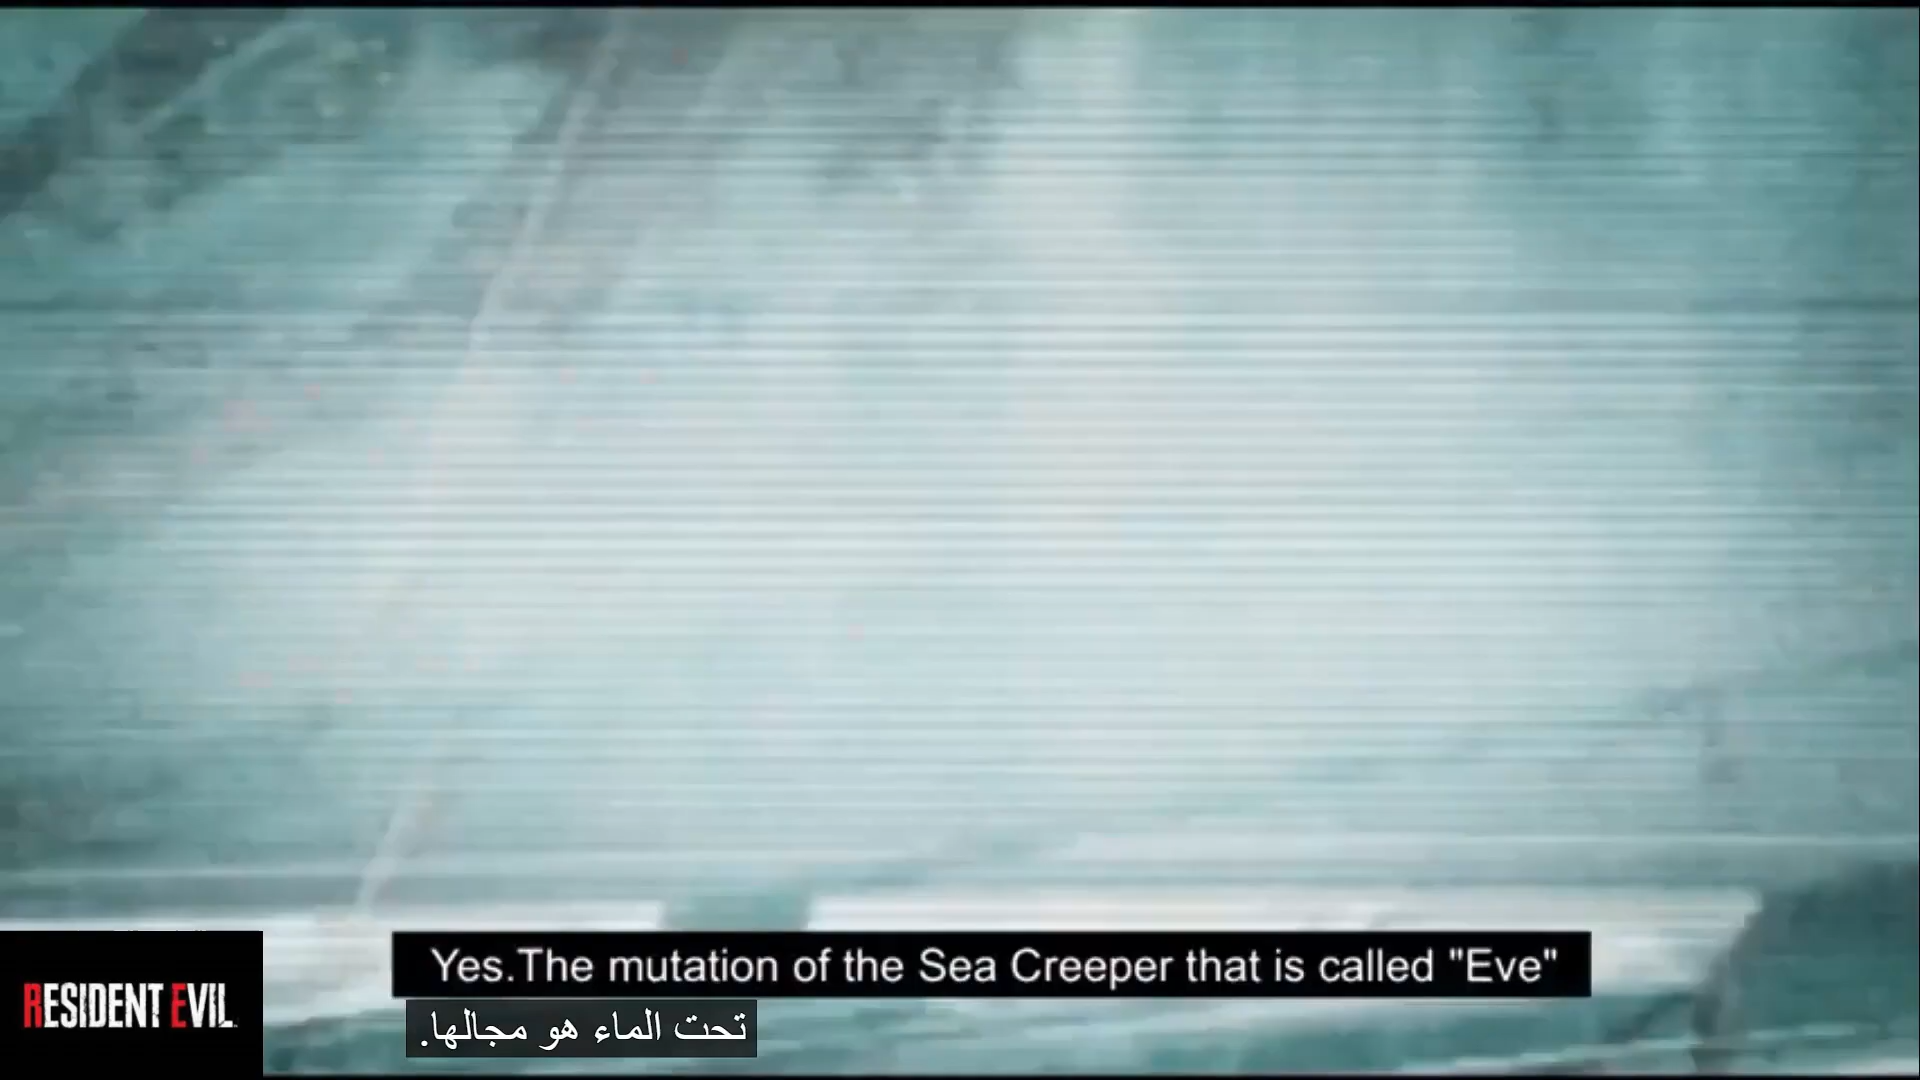 Yes.The mutation of the Sea Creeper that is called "Eve"
RESIDENT EVIL
تحت الماء هو مجالها.